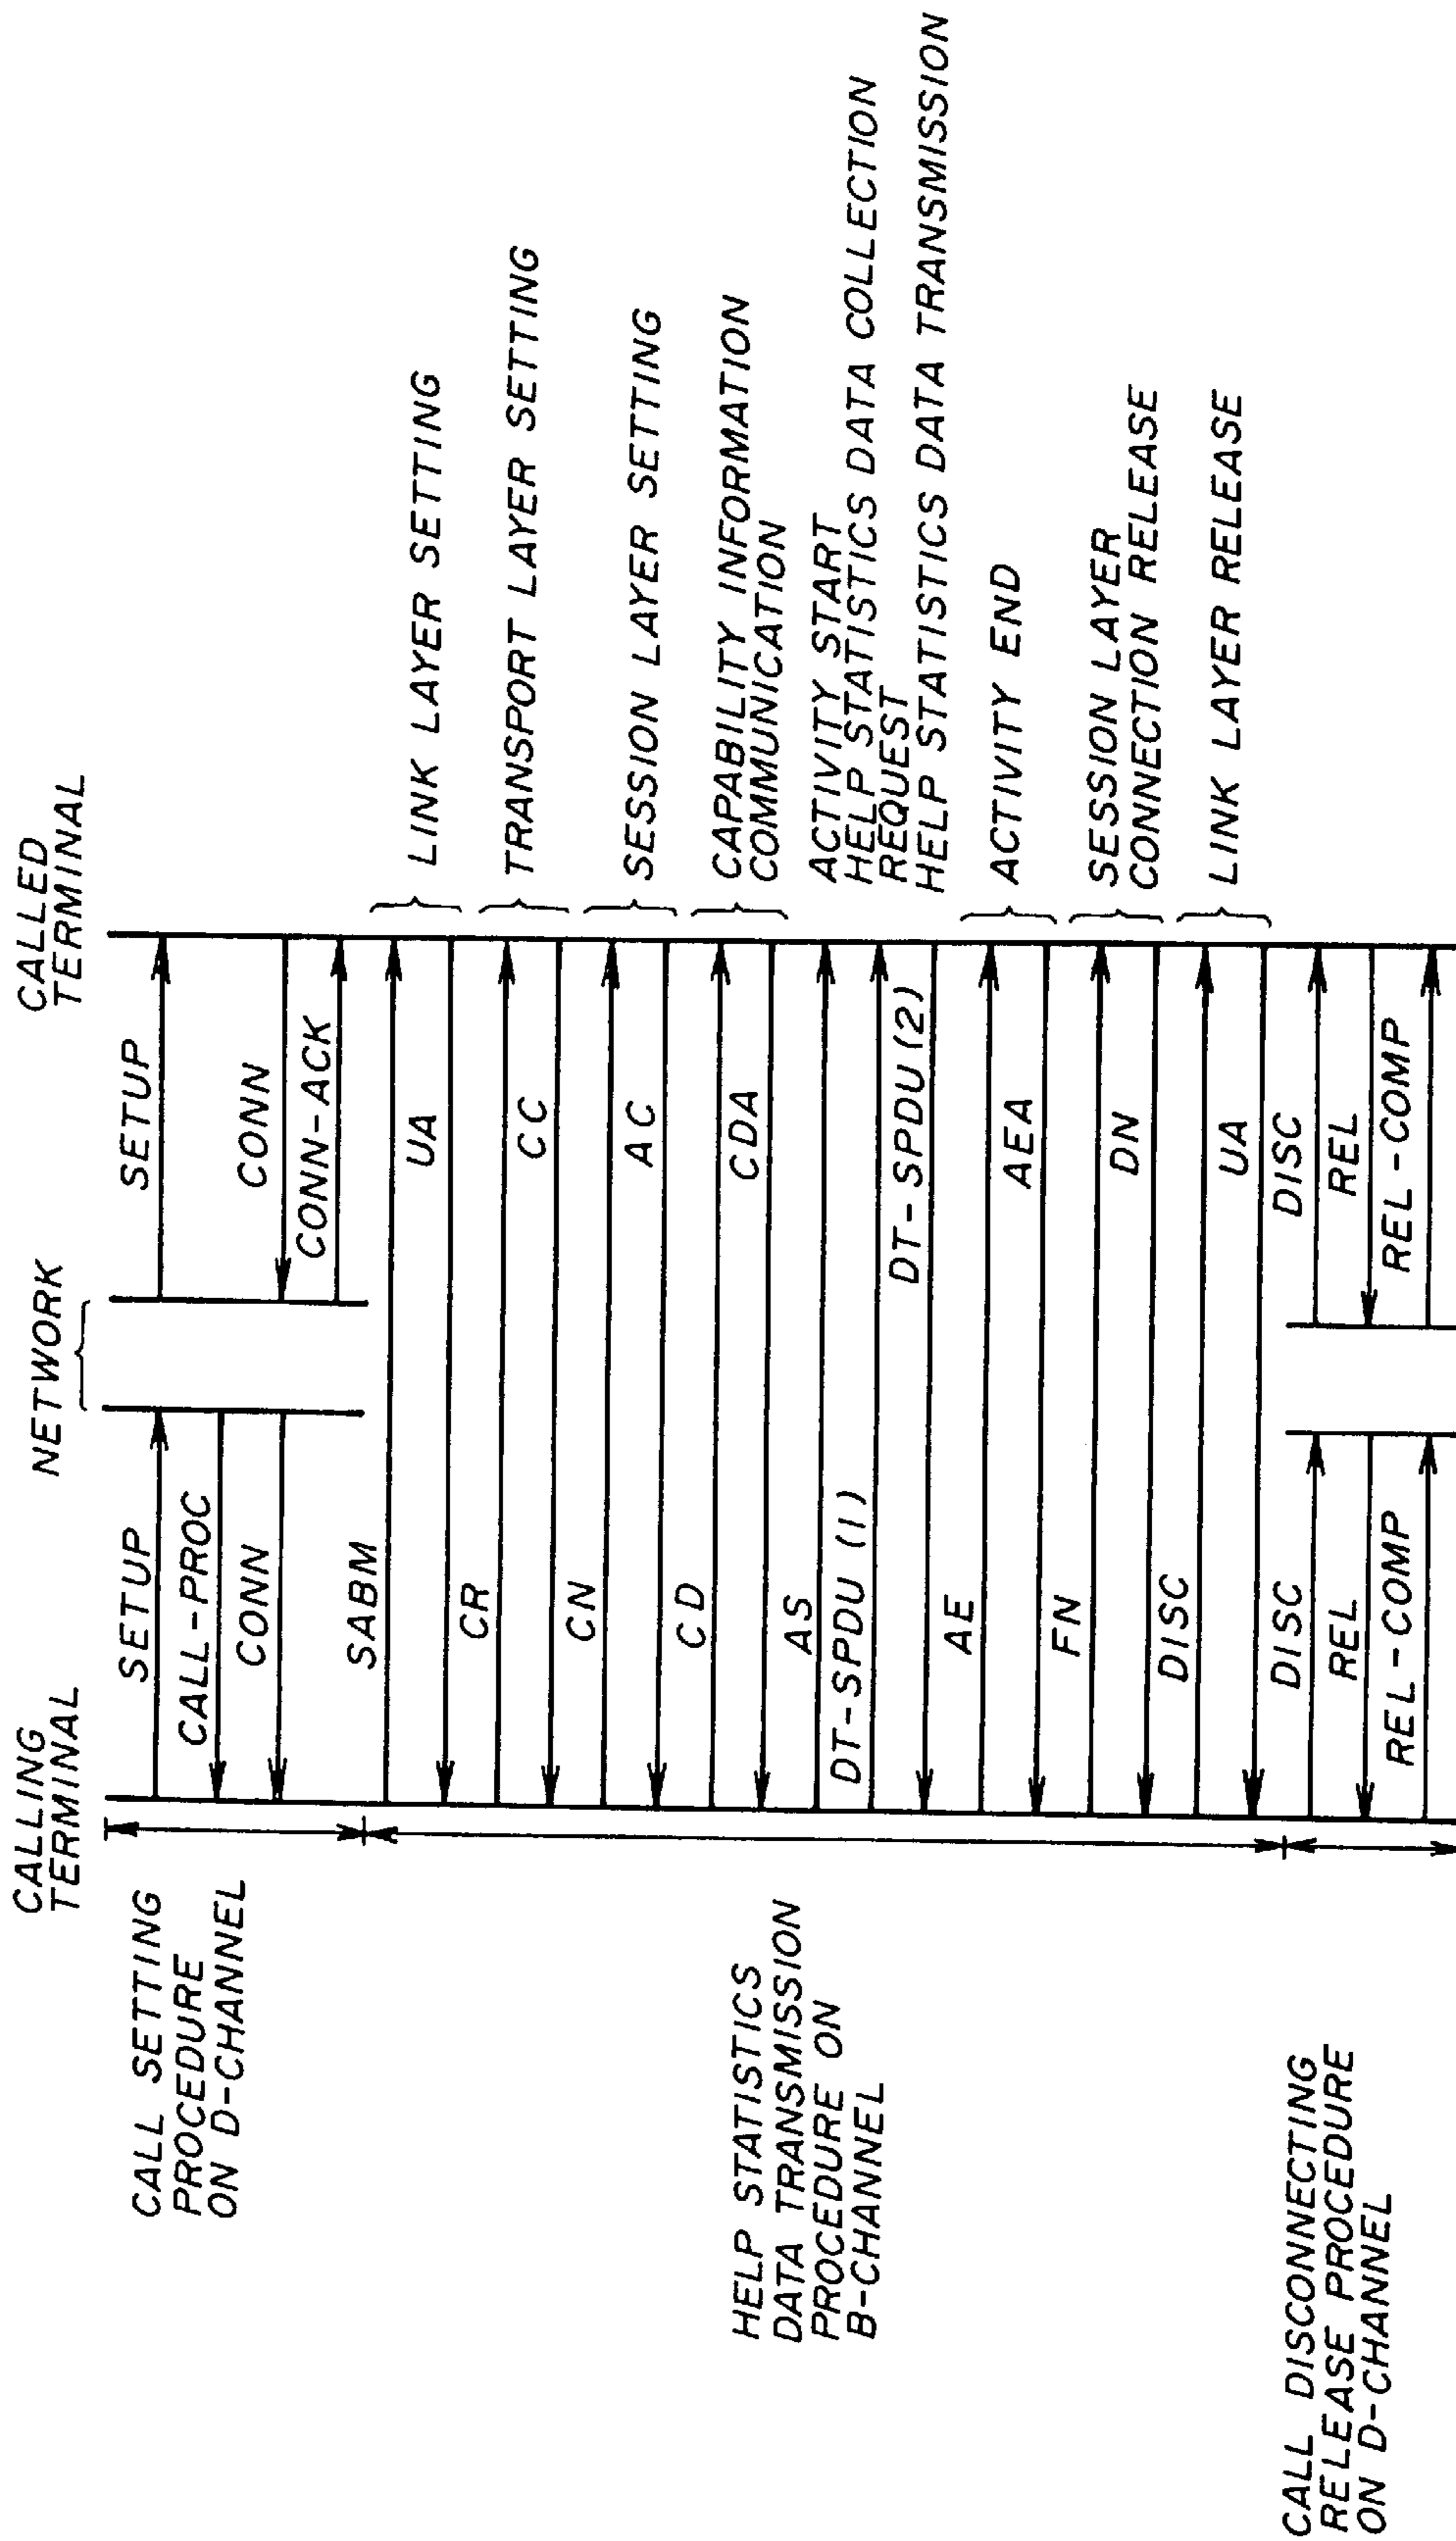 CALLING
TERMINAL
NETWORK
CALLED
TERMINAL
CALL SETTING
PROCEDURE
ON D-CHANNEL
SETUP
SETUP
CALL-PROC
CONN
CONN
CONN-ACK
HELP STATISTICS
DATA TRANSMISSION
PROCEDURE ON
B-CHANNEL
SABM
UA
LINK LAYER SETTING
CR
CC
TRANSPORT LAYER SETTING
CN
AC
SESSION LAYER SETTING
CD
CDA
CAPABILITY INFORMATION
COMMUNICATION
AS
ACTIVITY START
DT-SPDU (1)
HELP STATISTICS DATA COLLECTION
REQUEST
DT-SPDU (2)
HELP STATISTICS DATA TRANSMISSION
AE
AEA
ACTIVITY END
FN
DN
SESSION LAYER
CONNECTION RELEASE
DISC
UA
LINK LAYER RELEASE
CALL DISCONNECTING
RELEASE PROCEDURE
ON D-CHANNEL
DISC
DISC
REL
REL
REL-COMP
REL-COMP